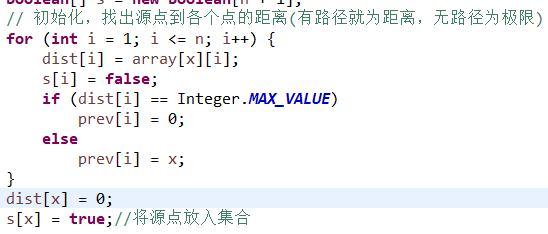 boolean[] s = new boolean[n + 1];
// 初始化，找出源点到各个点的距离(有路径就为距离，无路径为极限)
for (int i = 1; i <= n; i++) {
dist[i] = array[x][i];
s[i] = false;
if (dist[i] == Integer.MAX_VALUE)
prev[i] = 0;
else
prev[i] = x;
}
dist[x] = 0;
s[x] = true;//将源点放入集合